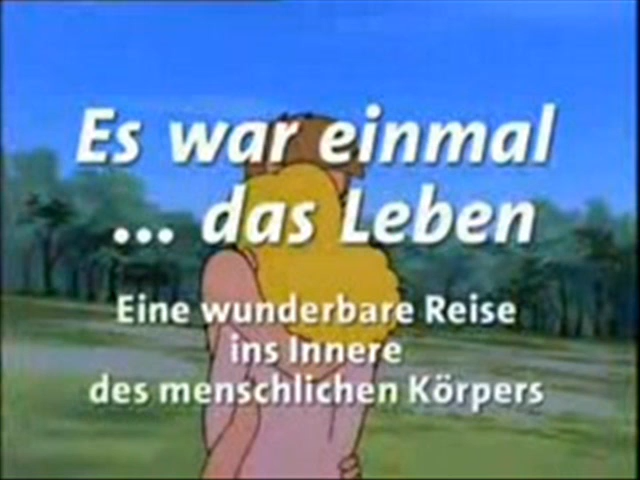 Es war einmal
... das Leben
Eine wunderbare Reise
ins Innere
des menschlichen Körpers